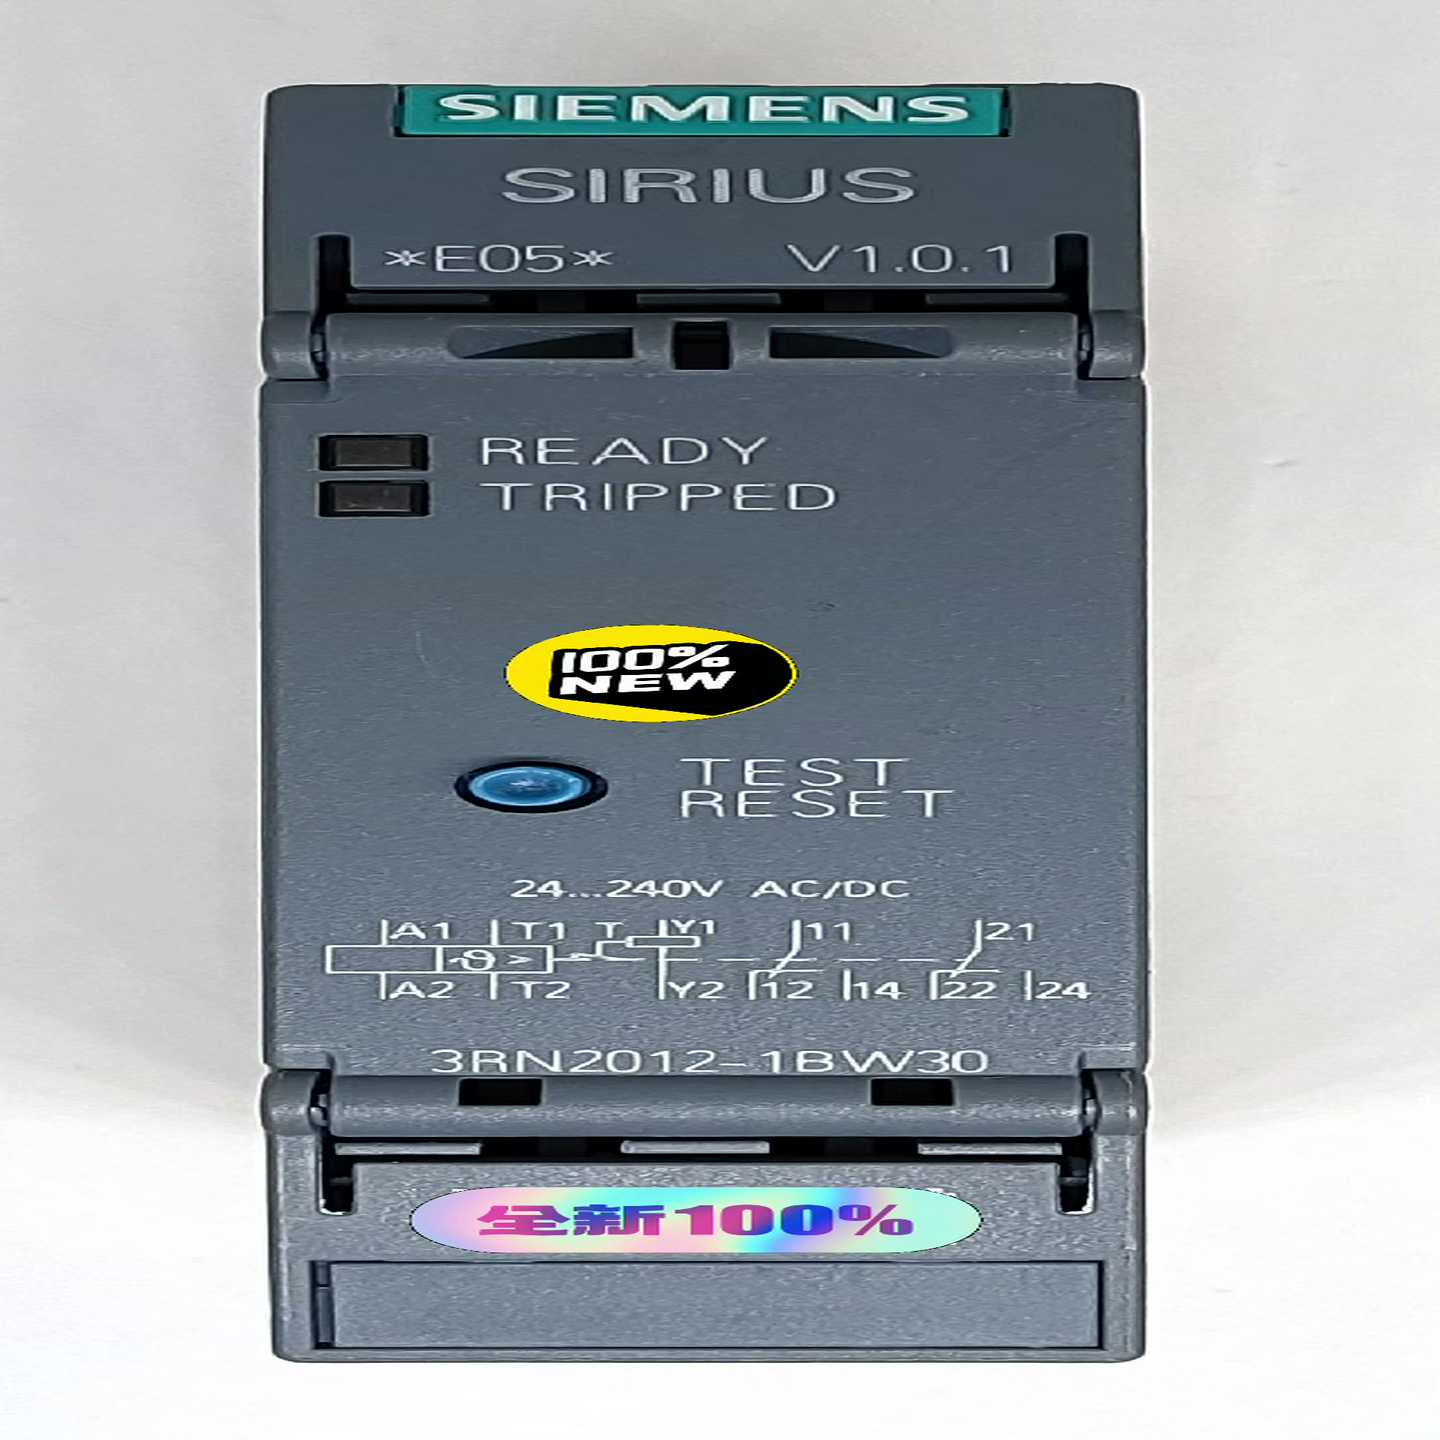 SIEMENS
SIRIUS
*E05* V1.0.1
READY
TRIPPED
100%
NEW
TEST
RESET
24...240V AC/DC
A1 T1 T Y1 11 21
ϑ >
A2 T2 Y2 12 14 22 24
3RN2012-1BW30
全新100%